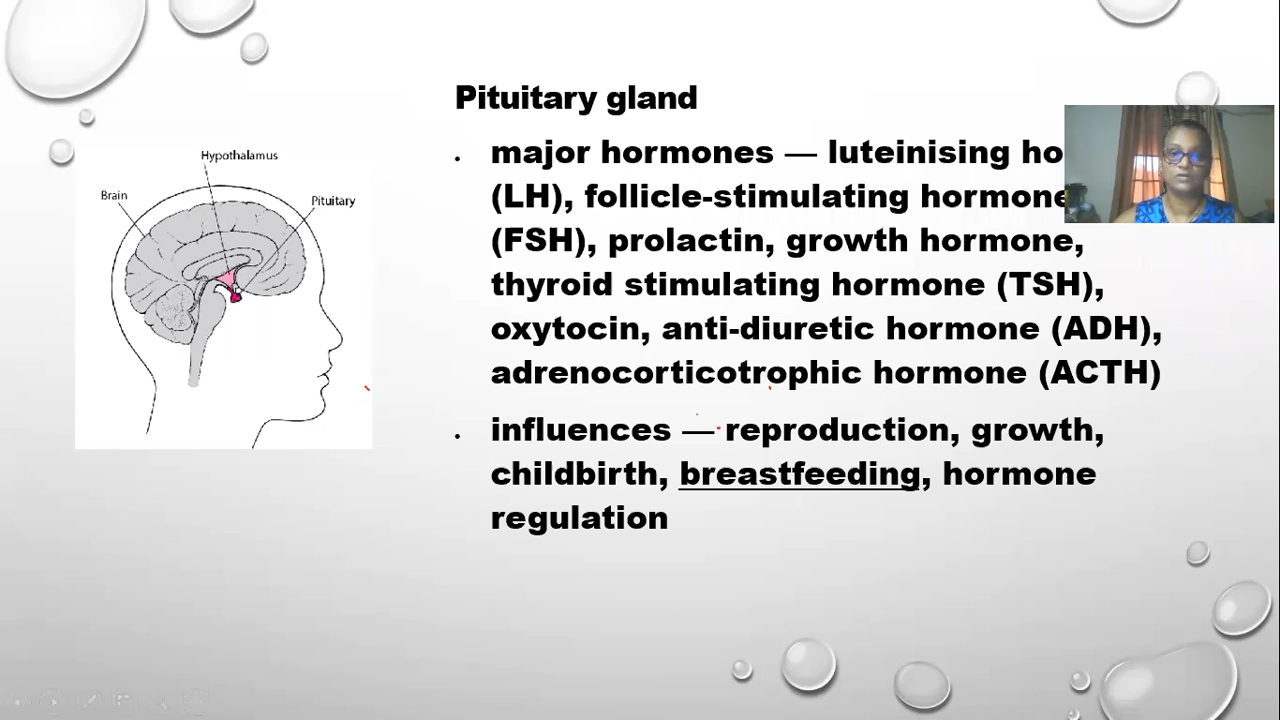 Pituitary gland
major hormones — luteinising ho
(LH), follicle-stimulating hormone
(FSH), prolactin, growth hormone,
thyroid stimulating hormone (TSH),
oxytocin, anti-diuretic hormone (ADH),
adrenocorticotrophic hormone (ACTH)
influences — reproduction, growth,
childbirth, breastfeeding, hormone
regulation
Hypothalamus
Brain
Pituitary